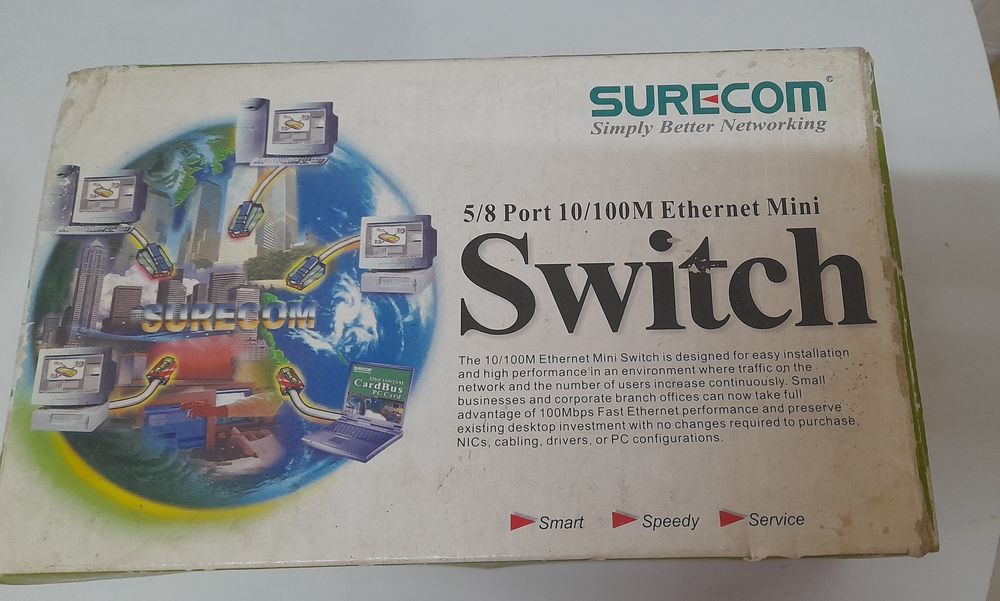 SURECOM®
Simply Better Networking
5/8 Port 10/100M Ethernet Mini
Switch
SURECOM
CardBus
PC Card
The 10/100M Ethernet Mini Switch is designed for easy installation
and high performance in an environment where traffic on the
network and the number of users increase continuously. Small
businesses and corporate branch offices can now take full
advantage of 100Mbps Fast Ethernet performance and preserve
existing desktop investment with no changes required to purchase,
NICs, cabling, drivers, or PC configurations.
Smart Speedy Service